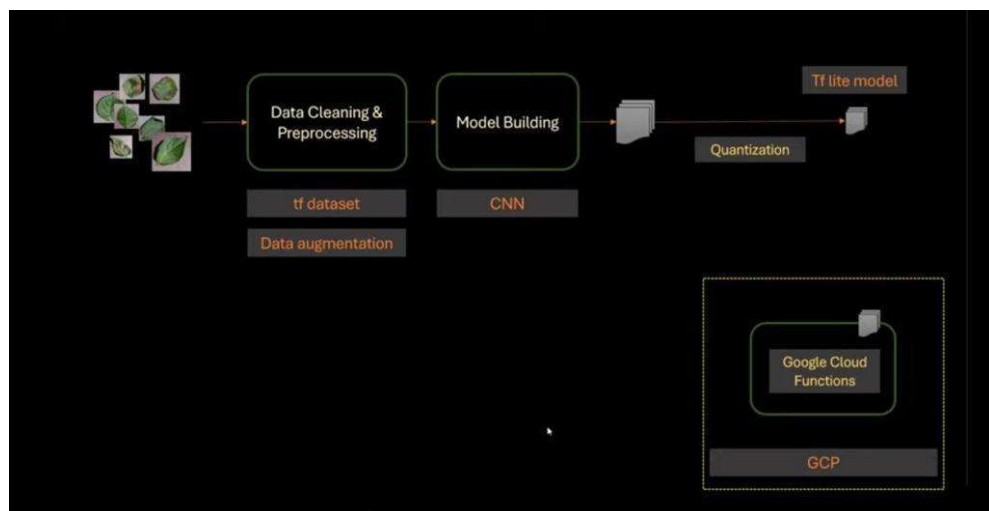 Tf lite model
Data Cleaning &
Preprocessing
Model Building
Quantization
tf dataset
CNN
Data augmentation
Google Cloud
Functions
GCP